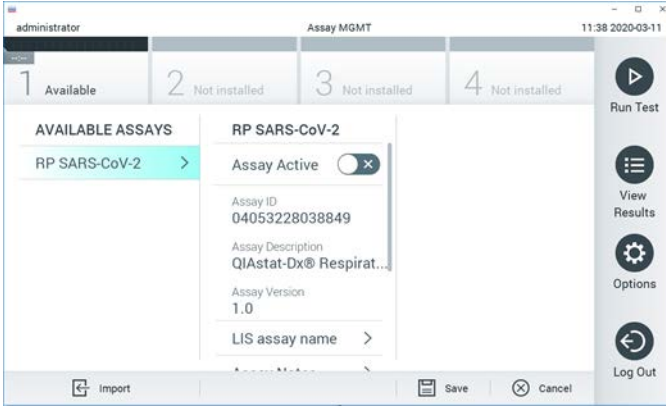 administrator Assay MGMT 11:38 2020-03-11
1 Available 2 Not installed 3 Not installed 4 Not installed
Run Test
AVAILABLE ASSAYS RP SARS-CoV-2
RP SARS-CoV-2 Assay Active
View
Results
Assay ID
04053228038849
Assay Description
QIAstat-Dx® Respirat...
Options
Assay Version
1.0
LIS assay name
Assay Notes
Log Out
Import Save Cancel